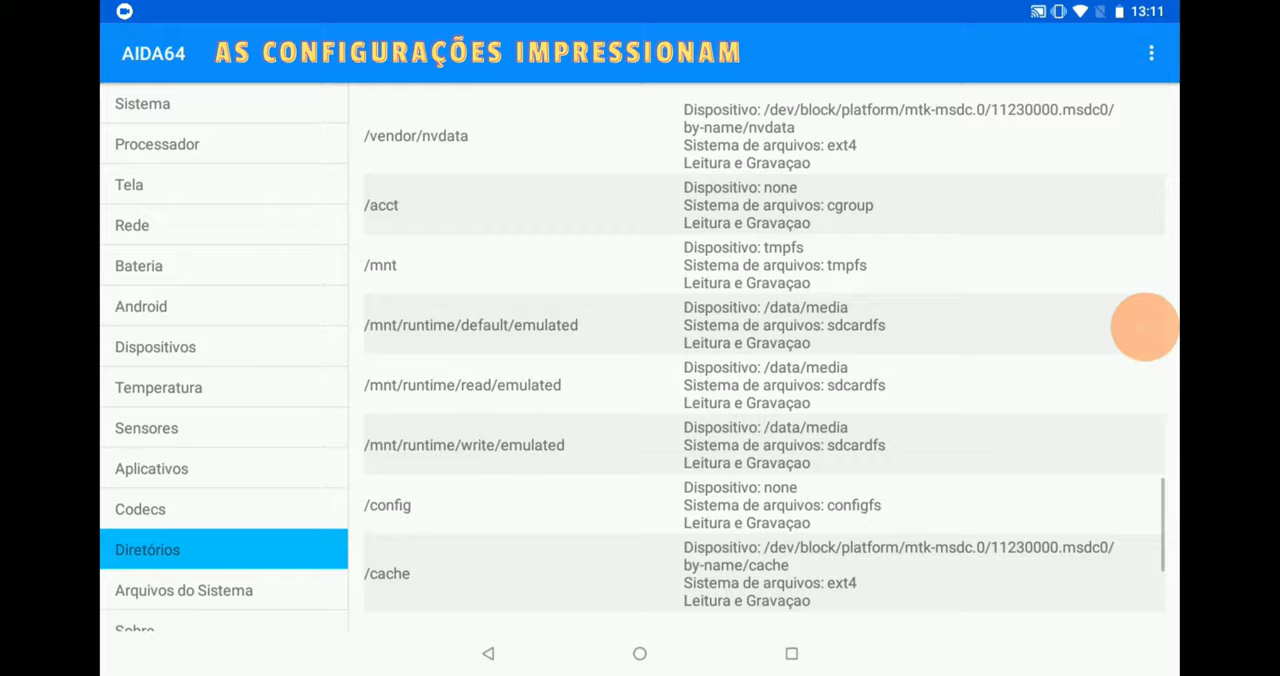 13:11
AIDA64 AS CONFIGURAÇÕES IMPRESSIONAM
Sistema
Processador
Tela
Rede
Bateria
Android
Dispositivos
Temperatura
Sensores
Aplicativos
Codecs
Diretórios
Arquivos do Sistema
Sobre
/vendor/nvdata
Dispositivo: /dev/block/platform/mtk-msdc.0/11230000.msdc0/
by-name/nvdata
Sistema de arquivos: ext4
Leitura e Gravaçao
/acct
Dispositivo: none
Sistema de arquivos: cgroup
Leitura e Gravaçao
/mnt
Dispositivo: tmpfs
Sistema de arquivos: tmpfs
Leitura e Gravaçao
/mnt/runtime/default/emulated
Dispositivo: /data/media
Sistema de arquivos: sdcardfs
Leitura e Gravaçao
/mnt/runtime/read/emulated
Dispositivo: /data/media
Sistema de arquivos: sdcardfs
Leitura e Gravaçao
/mnt/runtime/write/emulated
Dispositivo: /data/media
Sistema de arquivos: sdcardfs
Leitura e Gravaçao
/config
Dispositivo: none
Sistema de arquivos: configfs
Leitura e Gravaçao
/cache
Dispositivo: /dev/block/platform/mtk-msdc.0/11230000.msdc0/
by-name/cache
Sistema de arquivos: ext4
Leitura e Gravaçao